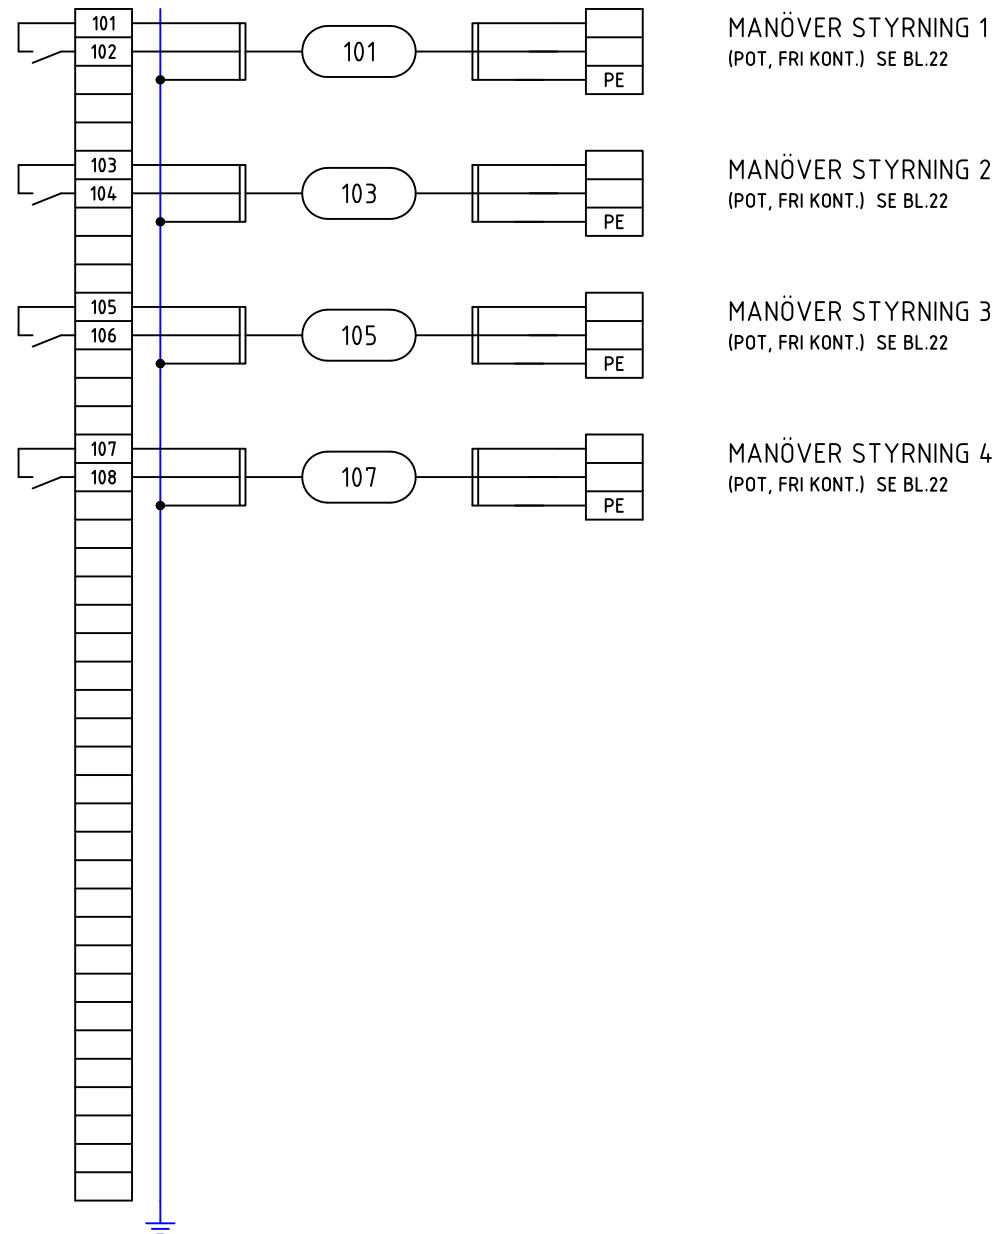 101
102
101
PE
MANÖVER STYRNING 1
(POT, FRI KONT.) SE BL.22
103
104
103
PE
MANÖVER STYRNING 2
(POT, FRI KONT.) SE BL.22
105
106
105
PE
MANÖVER STYRNING 3
(POT, FRI KONT.) SE BL.22
107
108
107
PE
MANÖVER STYRNING 4
(POT, FRI KONT.) SE BL.22